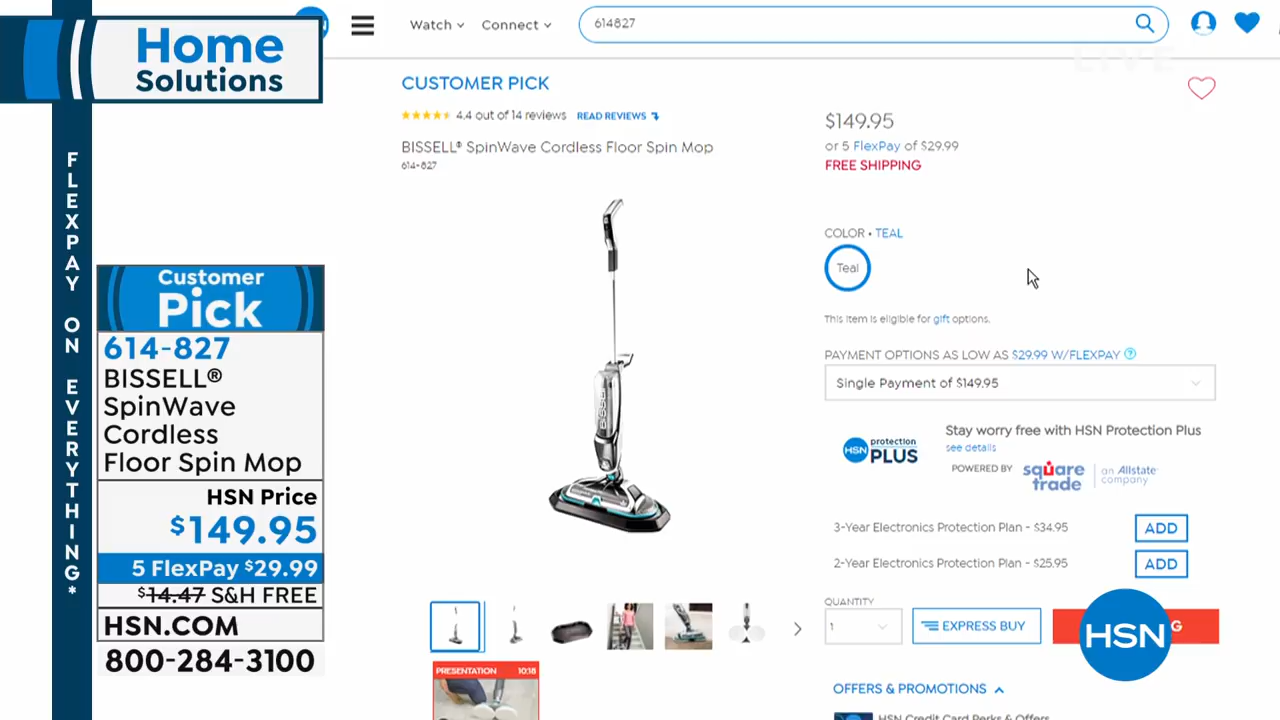 Home
Solutions
FLEXPAY ON EVERYTHING*
Customer
Pick
614-827
BISSELL®
SpinWave
Cordless
Floor Spin Mop
HSN Price
$149.95
5 FlexPay $29.99
$14.47 S&H FREE
HSN.COM
800-284-3100
Watch
Connect
614827
LIVE
CUSTOMER PICK
4.4 out of 14 reviews READ REVIEWS
BISSELL® SpinWave Cordless Floor Spin Mop
614-827
BISSELL
PRESENTATION 10:18
$149.95
or 5 FlexPay of $29.99
FREE SHIPPING
COLOR • TEAL
Teal
This item is eligible for gift options.
PAYMENT OPTIONS AS LOW AS $29.99 W/FLEXPAY ?
Single Payment of $149.95
HSN protection PLUS
Stay worry free with HSN Protection Plus
see details
POWERED BY square trade an Allstate company
3-Year Electronics Protection Plan - $34.95 ADD
2-Year Electronics Protection Plan - $25.95 ADD
QUANTITY
1
EXPRESS BUY
G
HSN
OFFERS & PROMOTIONS
HSN Credit Card Perks & Offers